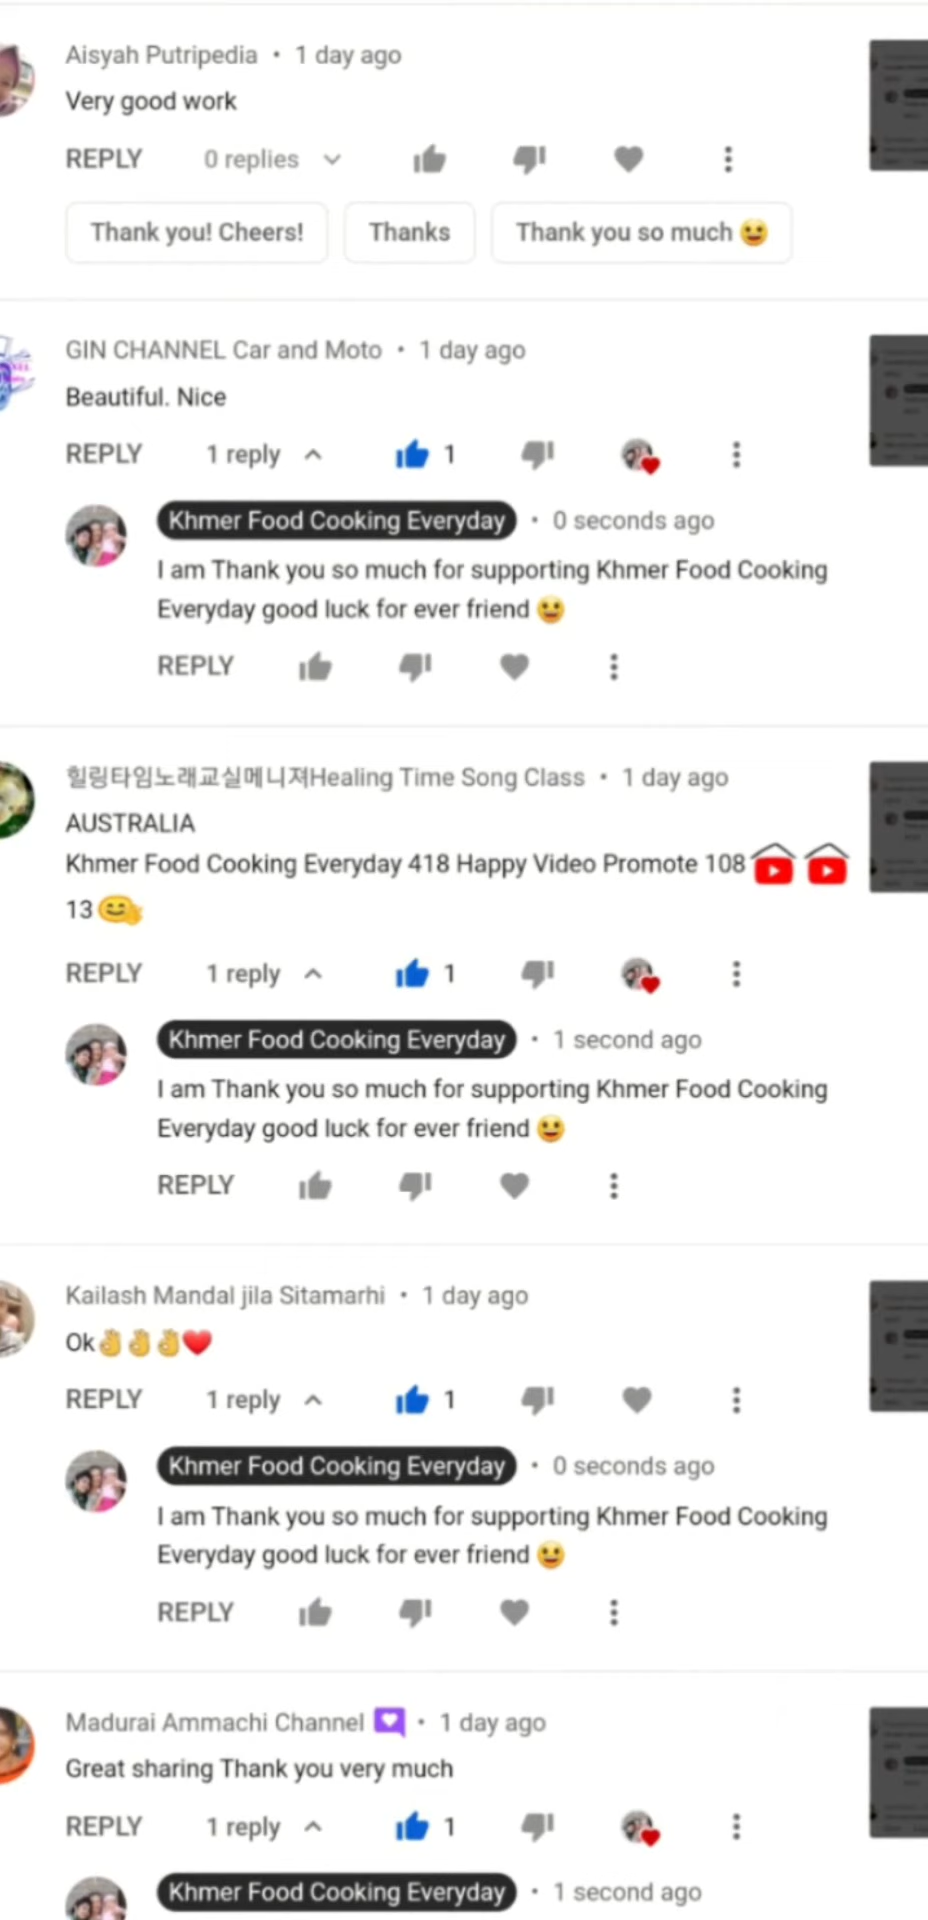 Aisyah Putripedia • 1 day ago
Very good work
REPLY 0 replies
Thank you! Cheers! Thanks Thank you so much 😀
GIN CHANNEL Car and Moto • 1 day ago
Beautiful. Nice
REPLY 1 reply 1
Khmer Food Cooking Everyday • 0 seconds ago
I am Thank you so much for supporting Khmer Food Cooking
Everyday good luck for ever friend 😀
REPLY
힐링타임노래교실메니져Healing Time Song Class • 1 day ago
AUSTRALIA
Khmer Food Cooking Everyday 418 Happy Video Promote 108
13
REPLY 1 reply 1
Khmer Food Cooking Everyday • 1 second ago
I am Thank you so much for supporting Khmer Food Cooking
Everyday good luck for ever friend 😀
REPLY
Kailash Mandal jila Sitamarhi • 1 day ago
Ok👌👌👌❤️
REPLY 1 reply 1
Khmer Food Cooking Everyday • 0 seconds ago
I am Thank you so much for supporting Khmer Food Cooking
Everyday good luck for ever friend 😀
REPLY
Madurai Ammachi Channel • 1 day ago
Great sharing Thank you very much
REPLY 1 reply 1
Khmer Food Cooking Everyday • 1 second ago